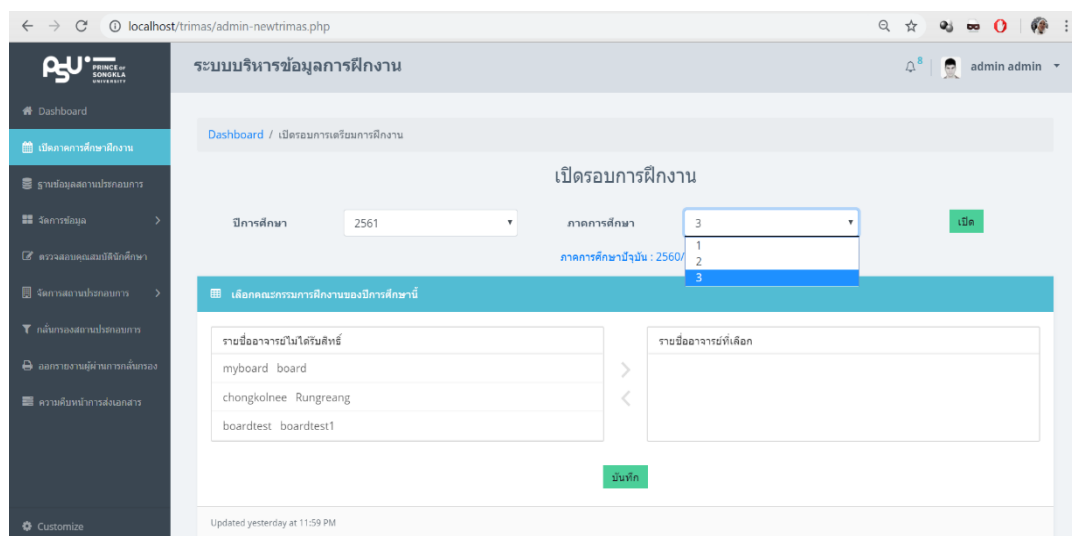 localhost/trimas/admin-newtrimas.php
PSU PRINCE OF SONGKLA UNIVERSITY
ระบบบริหารข้อมูลการฝึกงาน
8
admin admin
Dashboard
เปิดภาคการศึกษาฝึกงาน
ฐานข้อมูลสถานประกอบการ
จัดการข้อมูล
ตรวจสอบคุณสมบัตินักศึกษา
จัดการสถานประกอบการ
กลั่นกรองสถานประกอบการ
ออกรายงานผู้ผ่านการกลั่นกรอง
ความคืบหน้าการส่งเอกสาร
Customize
Dashboard / เปิดรอบการเตรียมการฝึกงาน
เปิดรอบการฝึกงาน
ปีการศึกษา 2561 ภาคการศึกษา 3 เปิด
1
2
3
ภาคการศึกษาปัจุบัน : 2560/
เลือกคณะกรรมการฝึกงานของปีการศึกษานี้
รายชื่ออาจารย์ไม่ได้รับสิทธิ์
myboard board
chongkolnee Rungreang
boardtest boardtest1
รายชื่ออาจารย์ที่เลือก
บันทึก
Updated yesterday at 11:59 PM